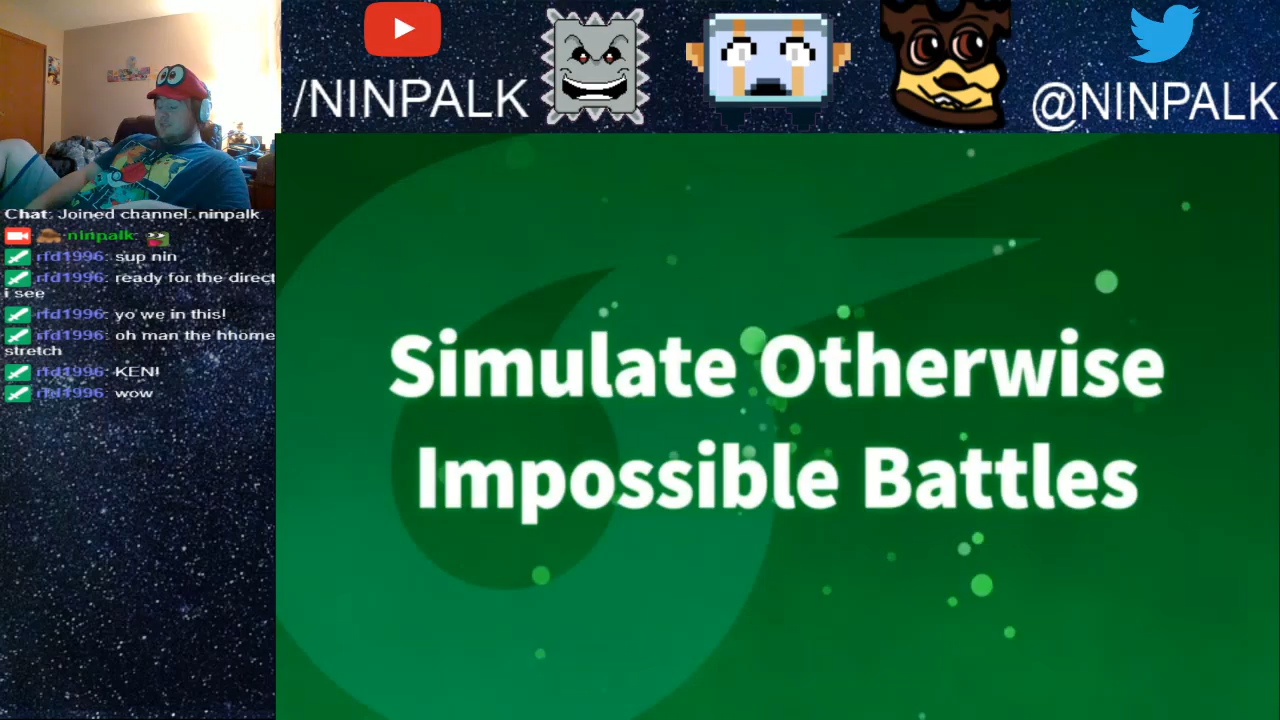 /NINPALK
@NINPALK
Chat: Joined channel: ninpalk
ninpalk:
rfd1996: sup nin
rfd1996: ready for the direct
i see
rfd1996: yo we in this!
rfd1996: oh man the hhome
stretch
rfd1996: KEN!
rfd1996: wow
Simulate Otherwise
Impossible Battles